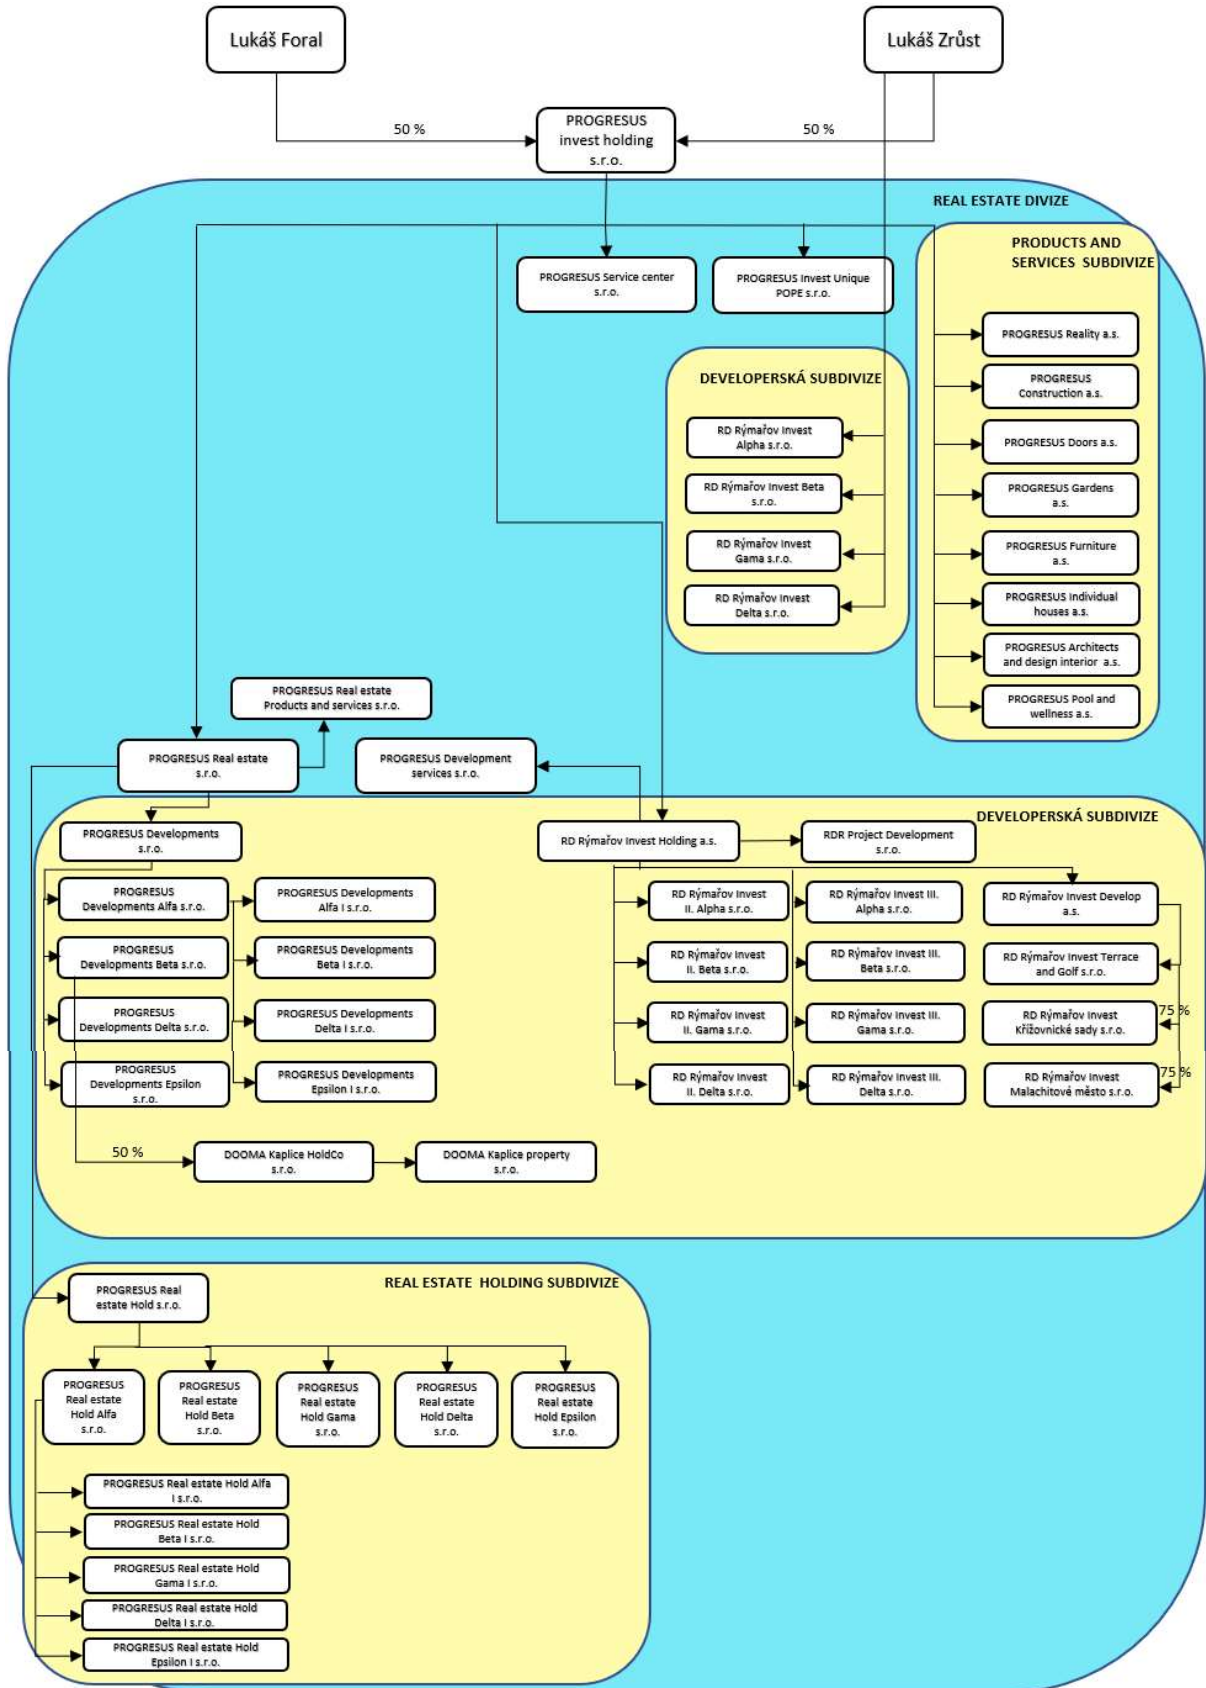 Lukáš Foral
Lukáš Zrůst
50 %
50 %
PROGRESUS
invest holding
s.r.o.
REAL ESTATE DIVIZE
PRODUCTS AND
SERVICES SUBDIVIZE
PROGRESUS Service center
s.r.o.
PROGRESUS Invest Unique
POPE s.r.o.
PROGRESUS Reality a.s.
PROGRESUS
Construction a.s.
PROGRESUS Doors a.s.
PROGRESUS Gardens
a.s.
PROGRESUS Furniture
a.s.
PROGRESUS Individual
houses a.s.
PROGRESUS Architects
and design interior a.s.
PROGRESUS Pool and
wellness a.s.
DEVELOPERSKÁ SUBDIVIZE
RD Rýmařov Invest
Alpha s.r.o.
RD Rýmařov Invest Beta
s.r.o.
RD Rýmařov Invest
Gama s.r.o.
RD Rýmařov Invest
Delta s.r.o.
PROGRESUS Real estate
Products and services s.r.o.
PROGRESUS Real estate
s.r.o.
PROGRESUS Development
services s.r.o.
DEVELOPERSKÁ SUBDIVIZE
PROGRESUS Developments
s.r.o.
RD Rýmařov Invest Holding a.s.
RDR Project Development
s.r.o.
PROGRESUS
Developments Alfa s.r.o.
PROGRESUS Developments
Alfa I s.r.o.
PROGRESUS
Developments Beta s.r.o.
PROGRESUS Developments
Beta I s.r.o.
PROGRESUS
Developments Delta s.r.o.
PROGRESUS Developments
Delta I s.r.o.
PROGRESUS
Developments Epsilon
s.r.o.
PROGRESUS Developments
Epsilon I s.r.o.
RD Rýmařov Invest
II. Alpha s.r.o.
RD Rýmařov Invest III.
Alpha s.r.o.
RD Rýmařov Invest Develop
a.s.
RD Rýmařov Invest
II. Beta s.r.o.
RD Rýmařov Invest III.
Beta s.r.o.
RD Rýmařov Invest Terrace
and Golf s.r.o.
RD Rýmařov Invest
II. Gama s.r.o.
RD Rýmařov Invest III.
Gama s.r.o.
RD Rýmařov Invest
Křížovnické sady s.r.o.
75 %
RD Rýmařov Invest
II. Delta s.r.o.
RD Rýmařov Invest III.
Delta s.r.o.
RD Rýmařov Invest
Malachitové město s.r.o.
75 %
50 %
DOOMA Kaplice HoldCo
s.r.o.
DOOMA Kaplice property
s.r.o.
REAL ESTATE HOLDING SUBDIVIZE
PROGRESUS Real
estate Hold s.r.o.
PROGRESUS
Real estate
Hold Alfa
s.r.o.
PROGRESUS
Real estate
Hold Beta
s.r.o.
PROGRESUS
Real estate
Hold Gama
s.r.o.
PROGRESUS
Real estate
Hold Delta
s.r.o.
PROGRESUS
Real estate
Hold Epsilon
s.r.o.
PROGRESUS Real estate Hold Alfa
I s.r.o.
PROGRESUS Real estate Hold
Beta I s.r.o.
PROGRESUS Real estate Hold
Gama I s.r.o.
PROGRESUS Real estate Hold
Delta I s.r.o.
PROGRESUS Real estate Hold
Epsilon I s.r.o.